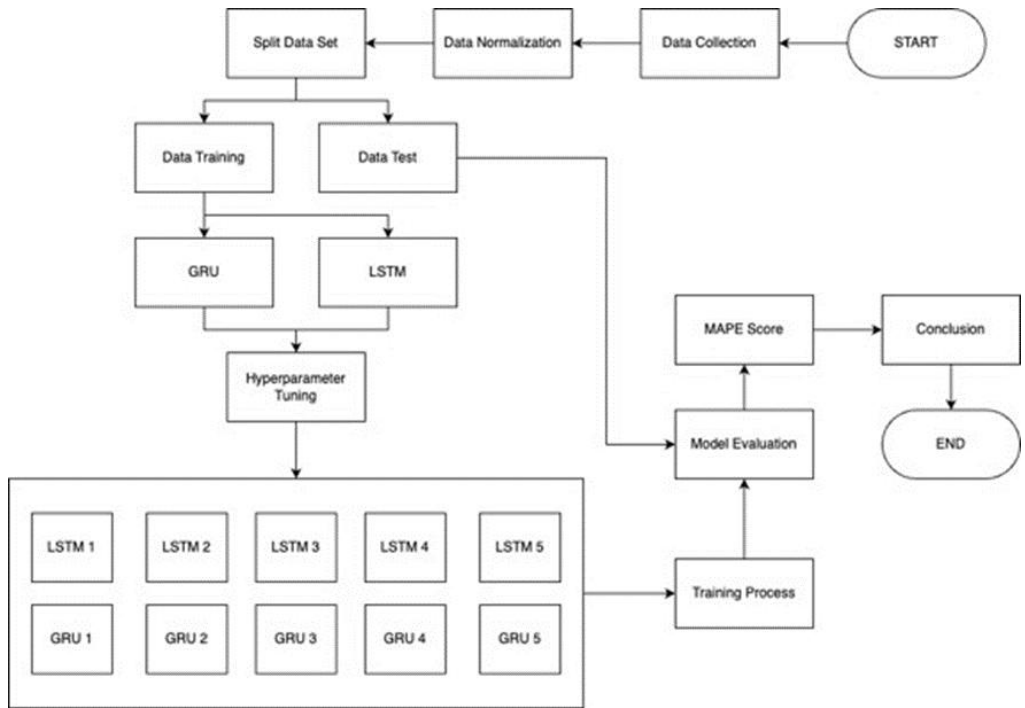 START
Data Collection
Data Normalization
Split Data Set
Data Training
Data Test
GRU
LSTM
Hyperparameter
Tuning
LSTM 1
LSTM 2
LSTM 3
LSTM 4
LSTM 5
GRU 1
GRU 2
GRU 3
GRU 4
GRU 5
Training Process
Model Evaluation
MAPE Score
Conclusion
END